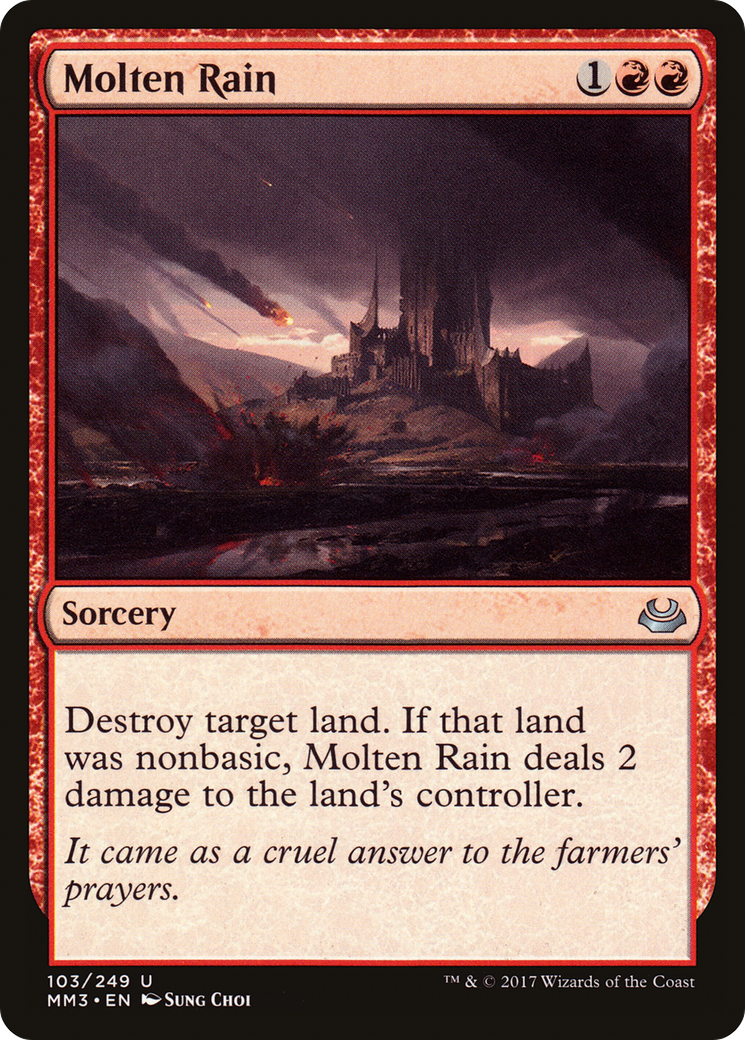 Molten Rain 1
Sorcery
Destroy target land. If that land
was nonbasic, Molten Rain deals 2
damage to the land's controller.
It came as a cruel answer to the farmers'
prayers.
103/249 U
™ & © 2017 Wizards of the Coast
MM3 • EN Sung Choi